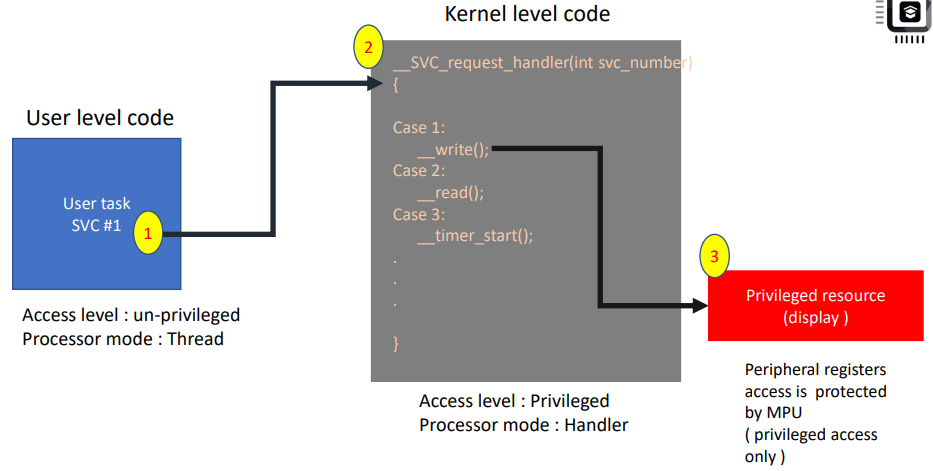 Kernel level code
2
__SVC_request_handler(int svc_number)
{
User level code
Case 1:
__write();
Case 2:
__read();
Case 3:
__timer_start();
.
.
.
}
User task
SVC #1
1
3
Privileged resource
(display )
Access level : un-privileged
Processor mode : Thread
Access level : Privileged
Processor mode : Handler
Peripheral registers
access is protected
by MPU
( privileged access
only )